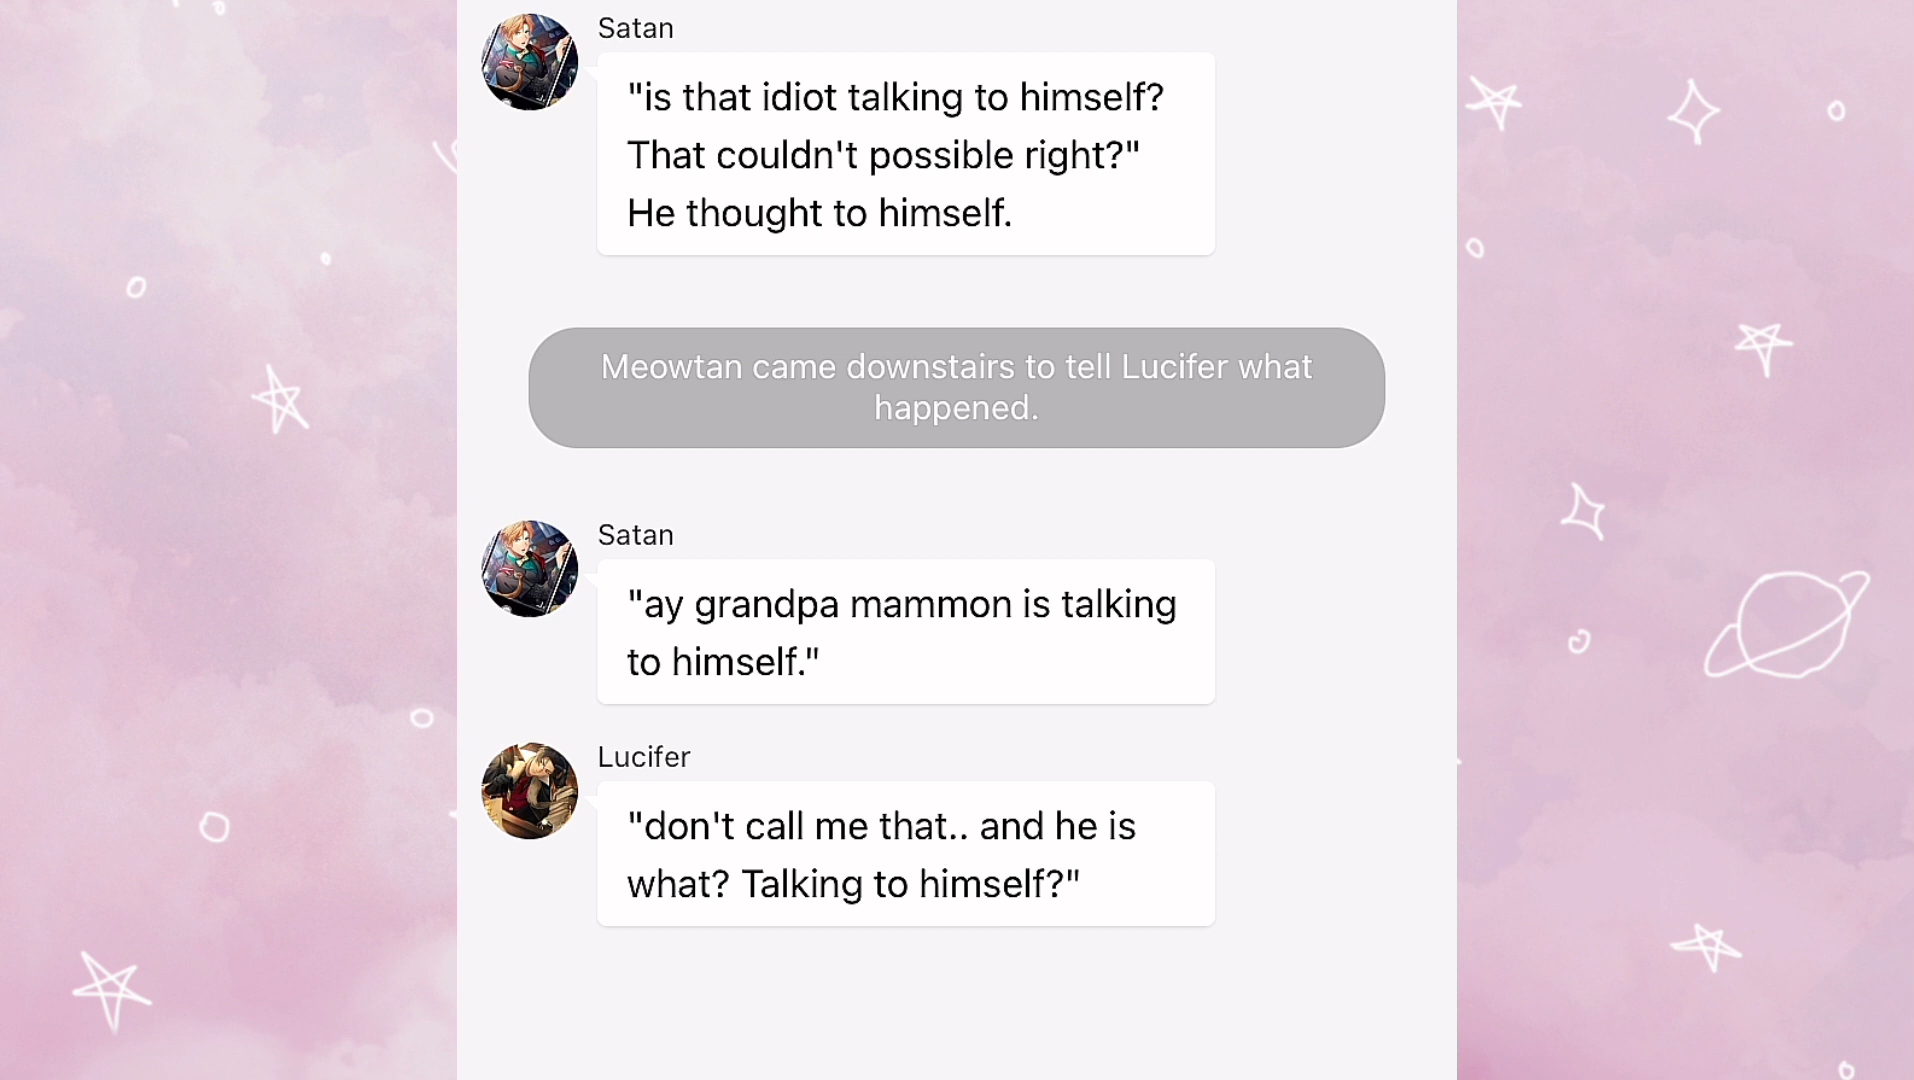 Satan
"is that idiot talking to himself?
That couldn't possible right?"
He thought to himself.
Meowtan came downstairs to tell Lucifer what
happened.
Satan
"ay grandpa mammon is talking
to himself."
Lucifer
"don't call me that.. and he is
what? Talking to himself?"